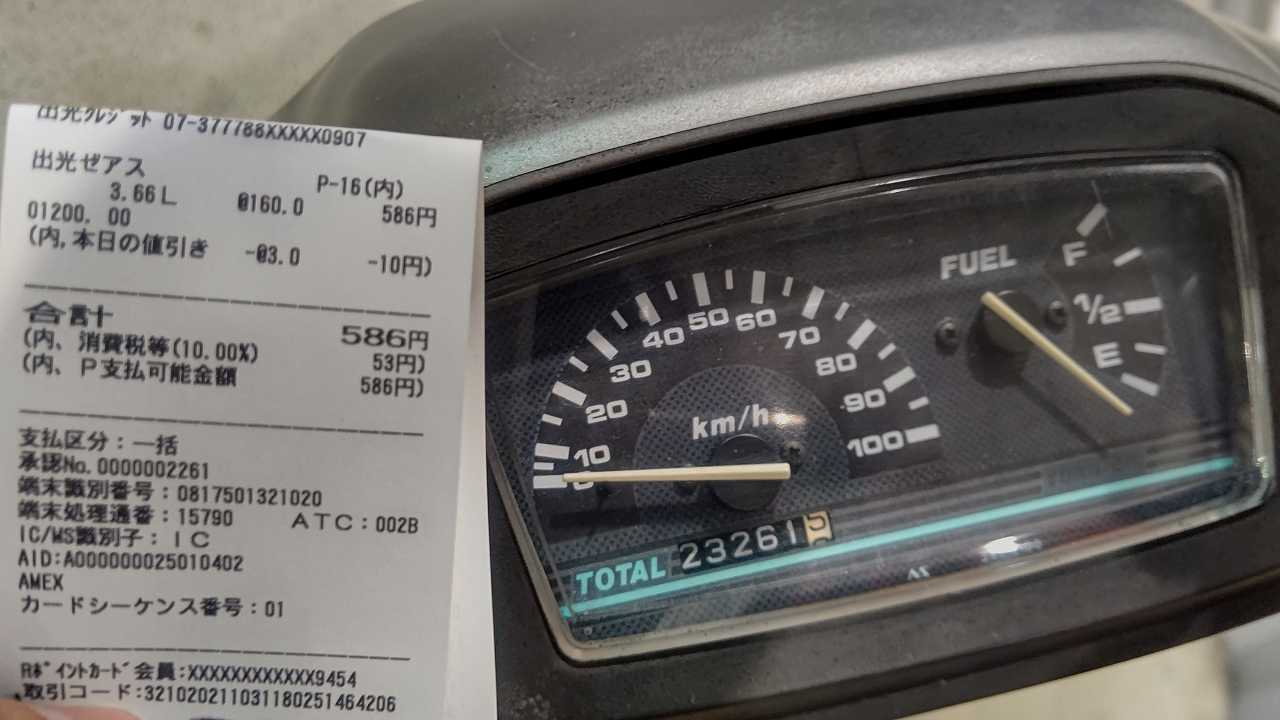 出光クレジット 07-377788XXXXX0907
出光ゼアス
P-16(内)
3.66L @160.0 586円
01200. 00
(内,本日の値引き -@3.0 -10円)
合計 586円
(内、消費税等(10.00%) 53円)
(内、P支払可能金額 586円)
支払区分:一括
承認No.0000002261
端末識別番号:0817501321020
端末処理通番:15790 ATC:002B
IC/MS識別子:IC
AID:A000000025010402
AMEX
カードシーケンス番号:01
Rポイントカード会員:XXXXXXXXXXXX9454
取引コード:32102021103118025146​4206
FUEL
F
1/2
E
0
10
20
30
40
50
60
70
80
90
100
km/h
TOTAL 23261